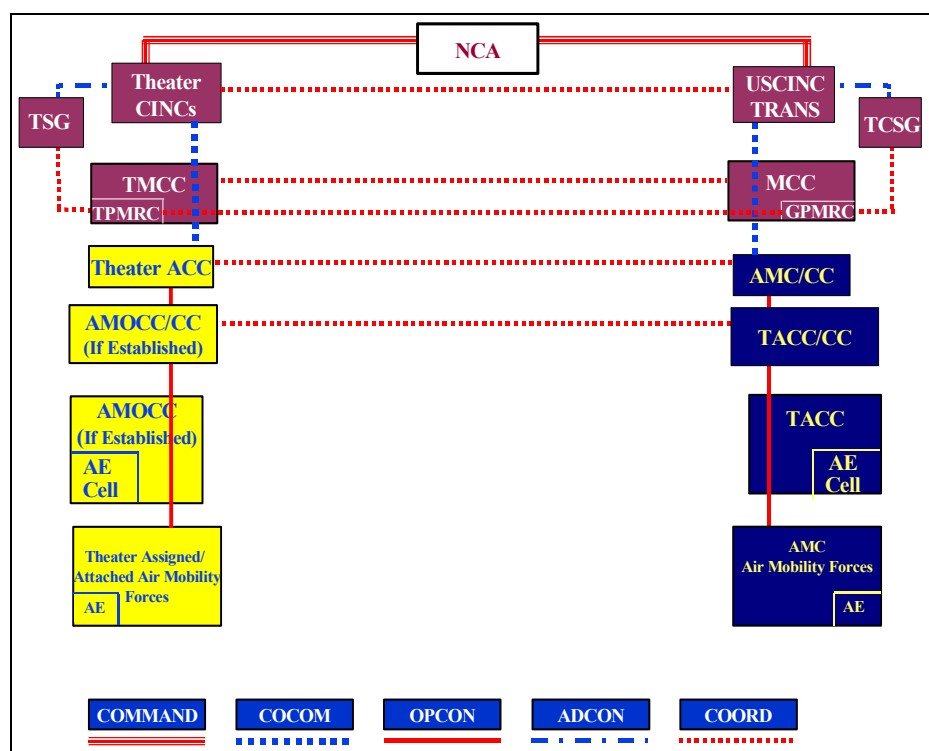 NCA
Theater
CINCs
USCINC
TRANS
TSG
TCSG
TMCC
TPMRC
MCC
GPMRC
Theater ACC
AMC/CC
AMOCC/CC
(If Established)
TACC/CC
AMOCC
(If Established)
AE
Cell
TACC
AE
Cell
Theater Assigned/
Attached Air Mobility
Forces
AE
AMC
Air Mobility Forces
AE
COMMAND
COCOM
OPCON
ADCON
COORD